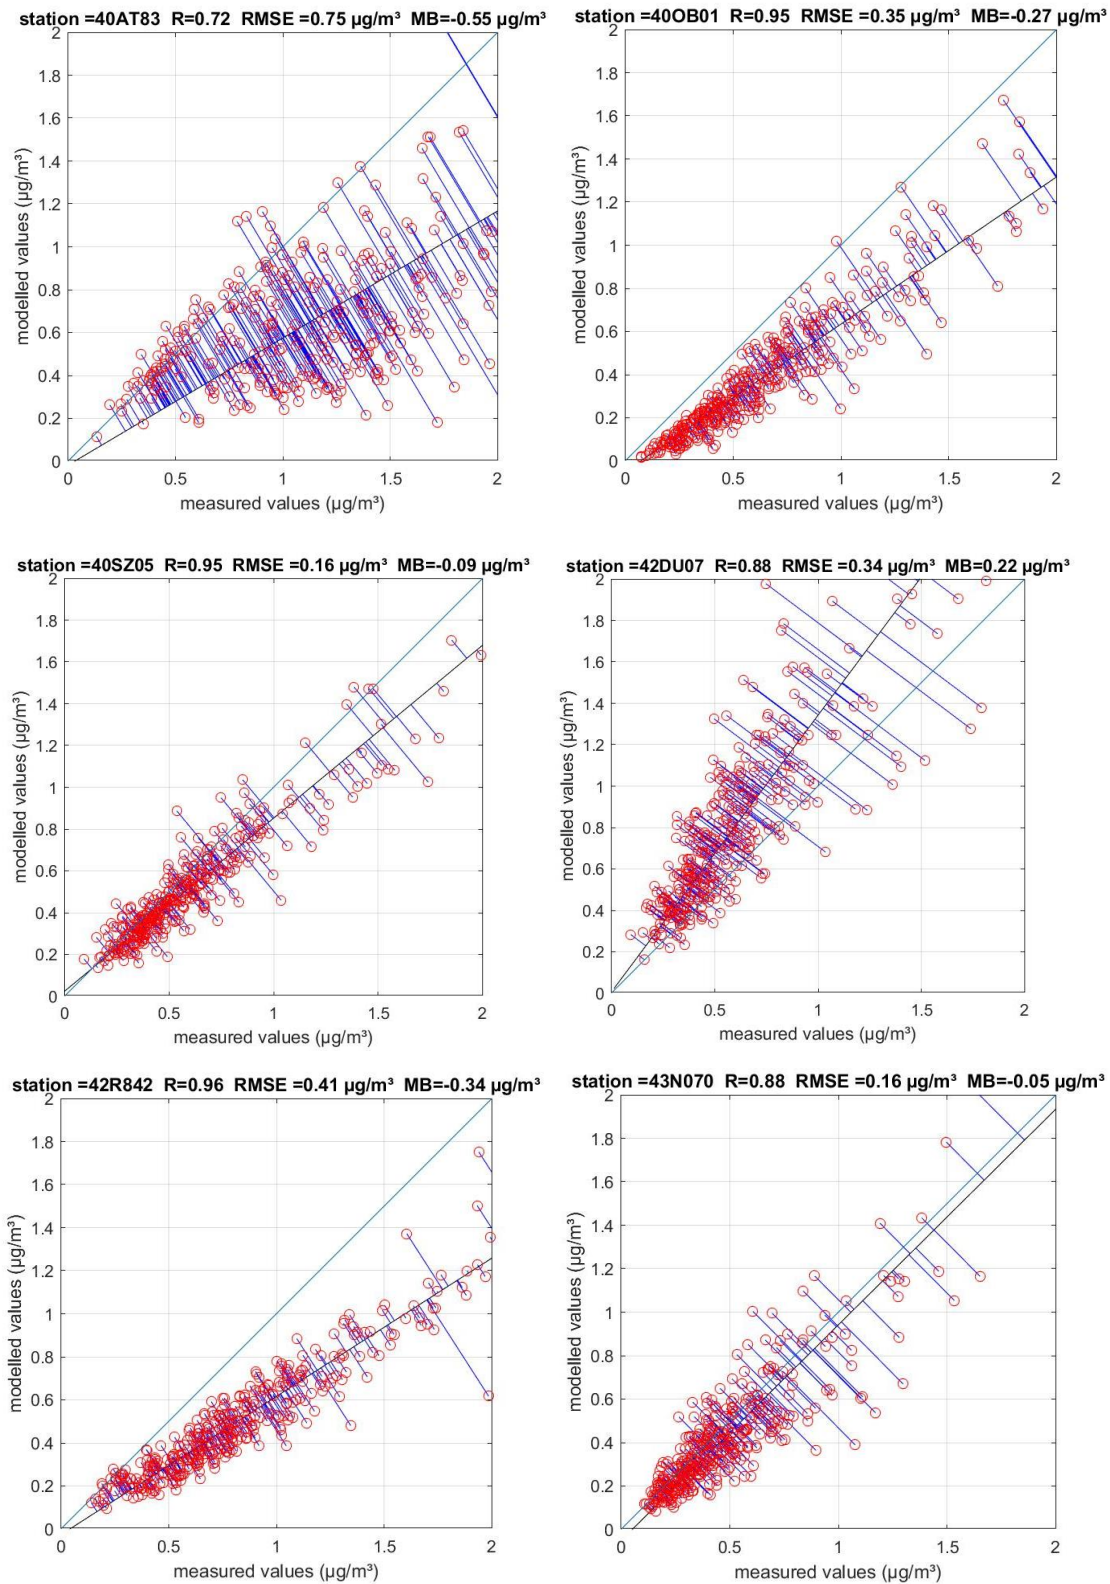 station =40AT83 R=0.72 RMSE =0.75 µg/m³ MB=-0.55 µg/m³
2
1.8
1.6
1.4
1.2
1
0.8
0.6
0.4
0.2
0
modelled values (µg/m³)
0 0.5 1 1.5 2
measured values (µg/m³)
station =40OB01 R=0.95 RMSE =0.35 µg/m³ MB=-0.27 µg/m³
2
1.8
1.6
1.4
1.2
1
0.8
0.6
0.4
0.2
0
modelled values (µg/m³)
0 0.5 1 1.5 2
measured values (µg/m³)
station =40SZ05 R=0.95 RMSE =0.16 µg/m³ MB=-0.09 µg/m³
2
1.8
1.6
1.4
1.2
1
0.8
0.6
0.4
0.2
0
modelled values (µg/m³)
0 0.5 1 1.5 2
measured values (µg/m³)
station =42DU07 R=0.88 RMSE =0.34 µg/m³ MB=0.22 µg/m³
2
1.8
1.6
1.4
1.2
1
0.8
0.6
0.4
0.2
0
modelled values (µg/m³)
0 0.5 1 1.5 2
measured values (µg/m³)
station =42R842 R=0.96 RMSE =0.41 µg/m³ MB=-0.34 µg/m³
2
1.8
1.6
1.4
1.2
1
0.8
0.6
0.4
0.2
0
modelled values (µg/m³)
0 0.5 1 1.5 2
measured values (µg/m³)
station =43N070 R=0.88 RMSE =0.16 µg/m³ MB=-0.05 µg/m³
2
1.8
1.6
1.4
1.2
1
0.8
0.6
0.4
0.2
0
modelled values (µg/m³)
0 0.5 1 1.5 2
measured values (µg/m³)